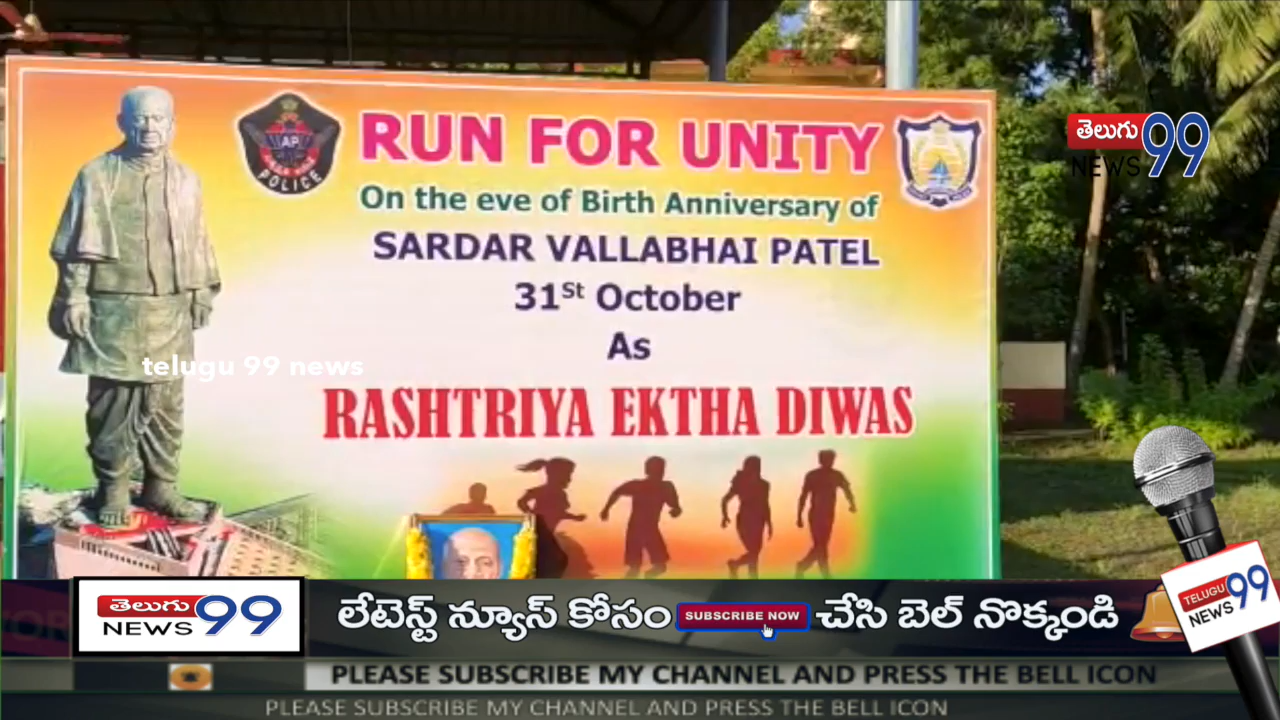 RUN FOR UNITY
On the eve of Birth Anniversary of
SARDAR VALLABHAI PATEL
31St October
As
RASHTRIYA EKTHA DIWAS
AP
POLICE
తెలుగు 99
NEWS
telugu 99 news
తెలుగు 99
NEWS
లేటెస్ట్ న్యూస్ కోసం SUBSCRIBE NOW చేసి బెల్ నొక్కండి
TELUGU 99
NEWS
PLEASE SUBSCRIBE MY CHANNEL AND PRESS THE BELL ICON
PLEASE SUBSCRIBE MY CHANNEL AND PRESS THE BELL ICON